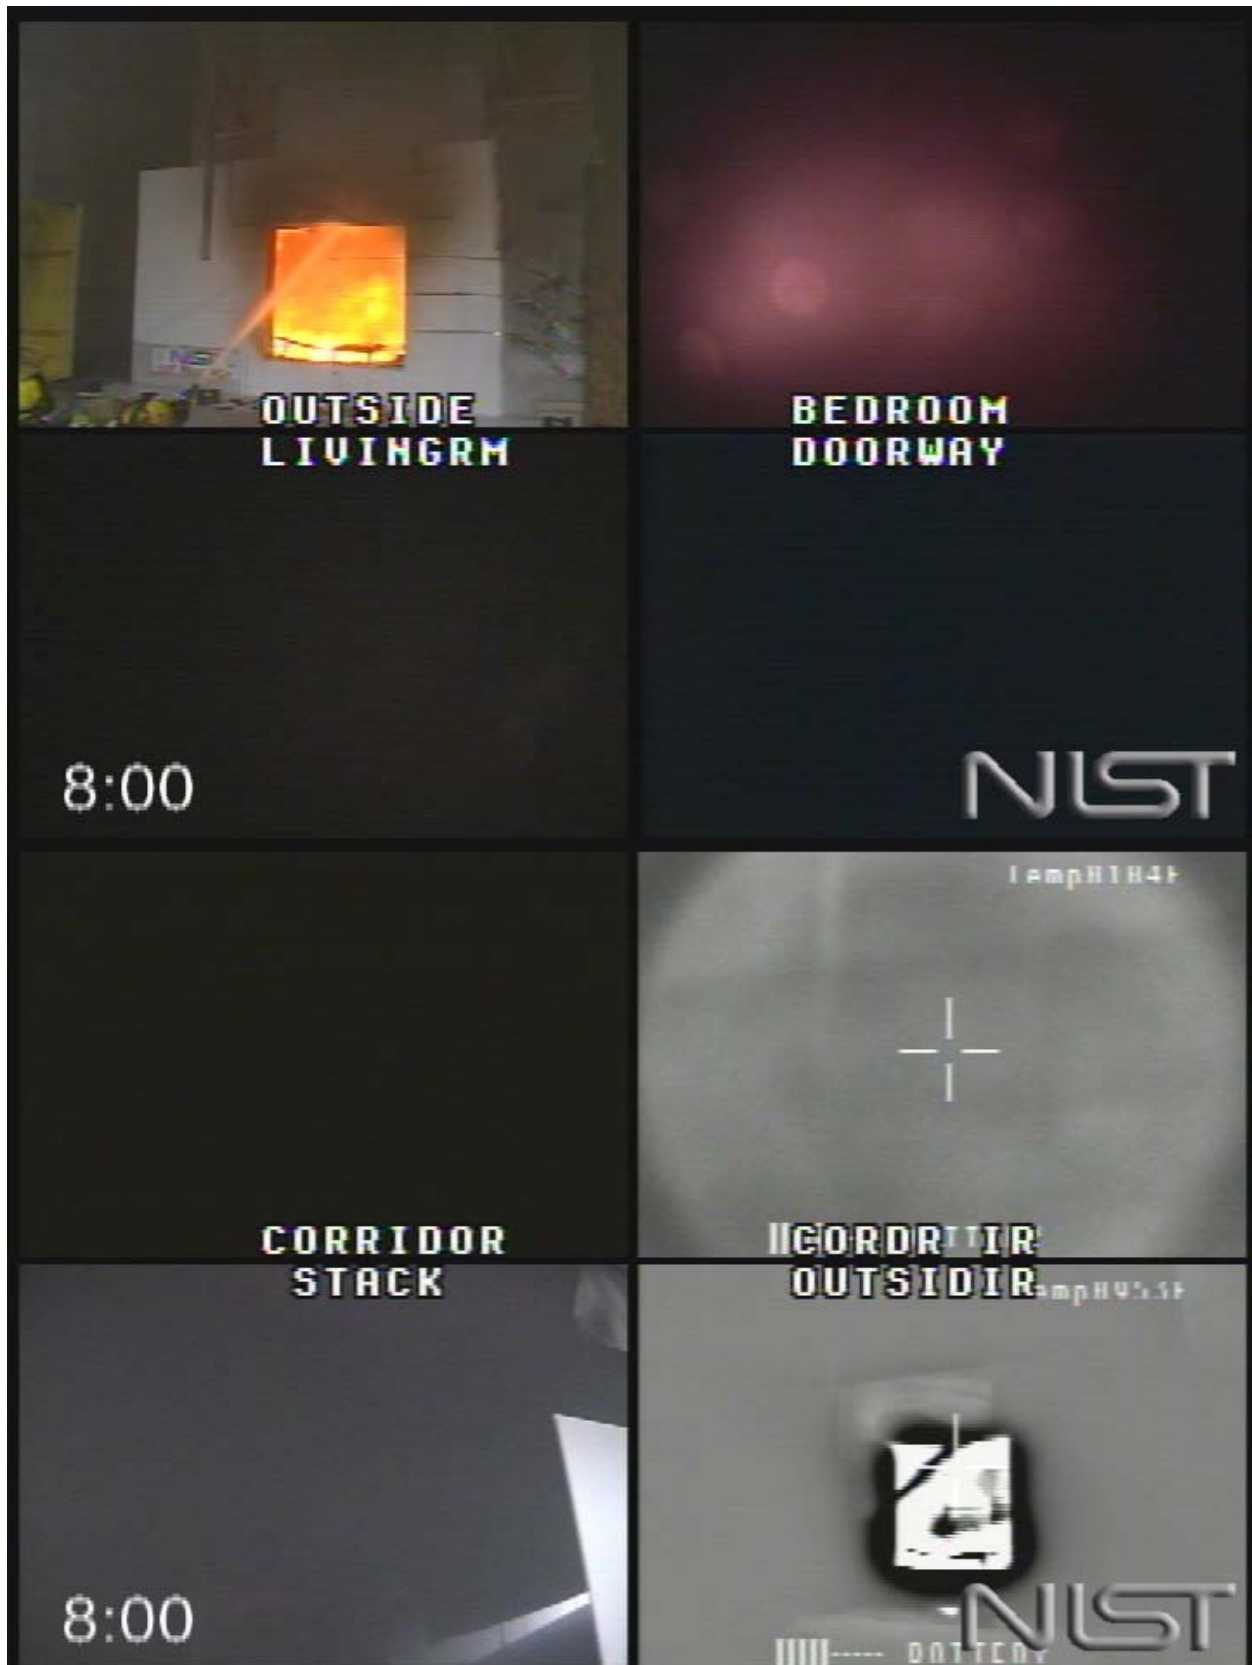 OUTSIDE
BEDROOM
LIVINGRM
DOORWAY
8:00
NIST
CORRIDOR
STACK
OUTSIDIR
8:00
NIST